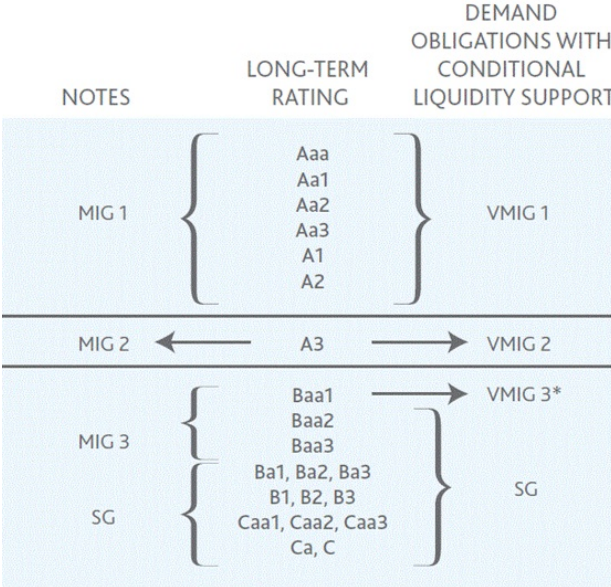 NOTES
LONG-TERM
RATING
DEMAND
OBLIGATIONS WITH
CONDITIONAL
LIQUIDITY SUPPORT
MIG 1
Aaa
Aa1
Aa2
Aa3
A1
A2
VMIG 1
MIG 2
A3
VMIG 2
Baa1
VMIG 3*
Baa2
Baa3
MIG 3
Ba1, Ba2, Ba3
B1, B2, B3
Caa1, Caa2, Caa3
Ca, C
SG
SG